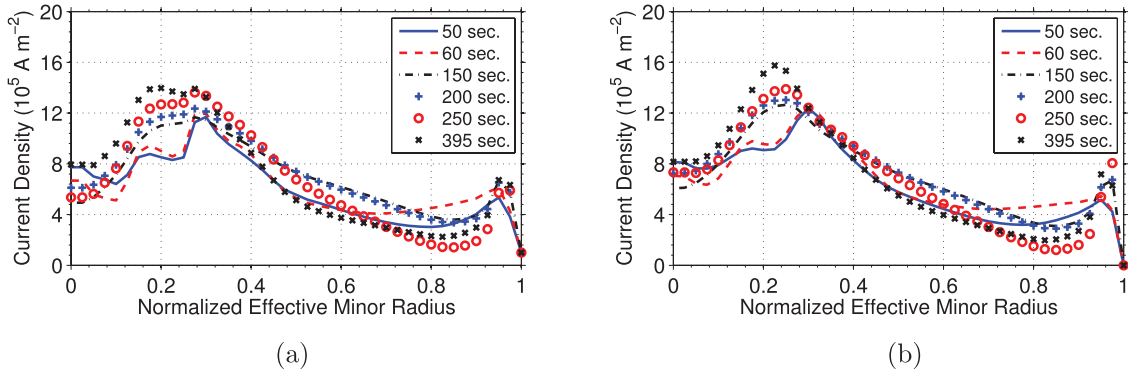 Current Density (10⁵ A m⁻²)
20
16
12
8
4
0
0
0.2
0.4
0.6
0.8
1
Normalized Effective Minor Radius
50 sec.
60 sec.
150 sec.
200 sec.
250 sec.
395 sec.
(a)
Current Density (10⁵ A m⁻²)
20
16
12
8
4
0
0
0.2
0.4
0.6
0.8
1
Normalized Effective Minor Radius
50 sec.
60 sec.
150 sec.
200 sec.
250 sec.
395 sec.
(b)